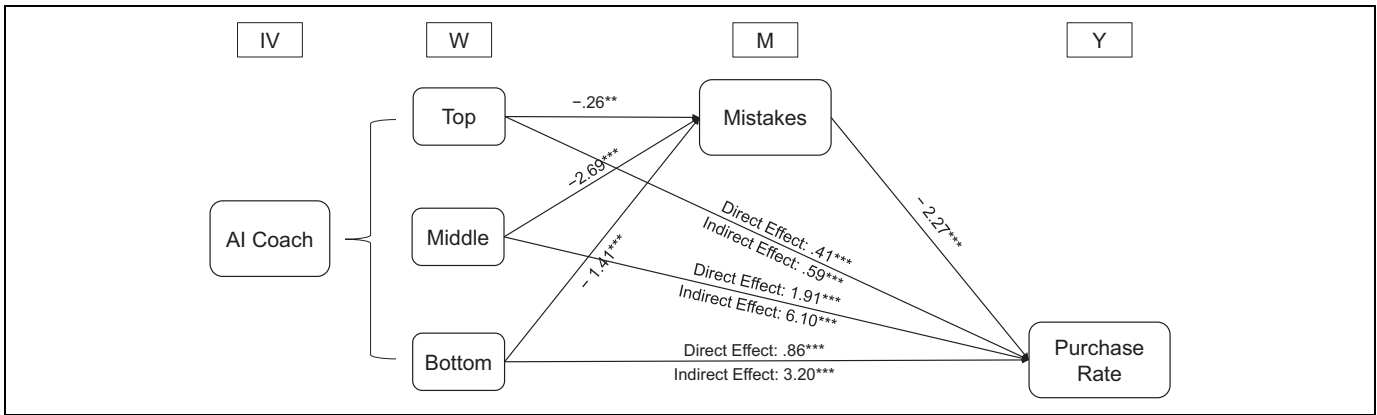 IV
W
M
Y
Top
−.26**
Mistakes
−2.69***
AI Coach
Middle
− 1.41***
− 2.27***
Direct Effect: .41***
Indirect Effect: .59***
Direct Effect: 1.91***
Indirect Effect: 6.10***
Bottom
Direct Effect: .86***
Indirect Effect: 3.20***
Purchase
Rate